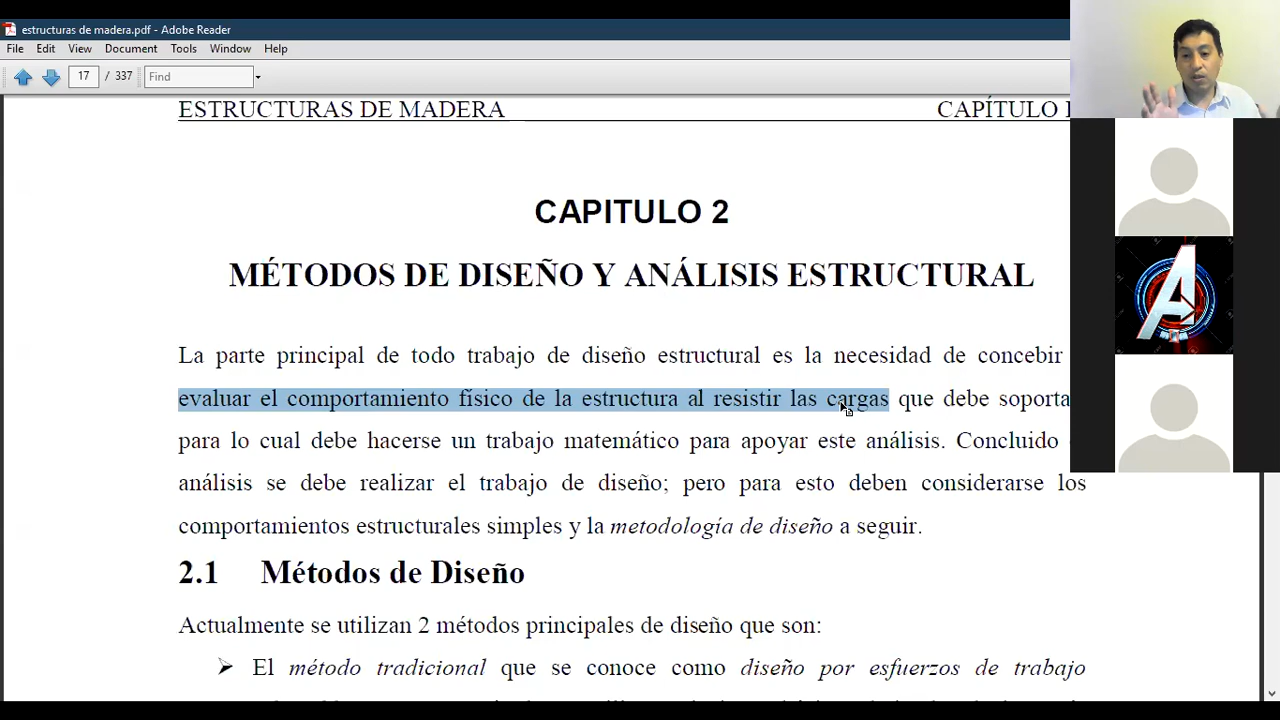 estructuras de madera.pdf - Adobe Reader
File Edit View Document Tools Window Help
17 / 337 Find
ESTRUCTURAS DE MADERA CAPÍTULO
CAPITULO 2
MÉTODOS DE DISEÑO Y ANÁLISIS ESTRUCTURAL
La parte principal de todo trabajo de diseño estructural es la necesidad de concebir
evaluar el comportamiento físico de la estructura al resistir las cargas que debe soporta
para lo cual debe hacerse un trabajo matemático para apoyar este análisis. Concluido
análisis se debe realizar el trabajo de diseño; pero para esto deben considerarse los
comportamientos estructurales simples y la metodología de diseño a seguir.
2.1 Métodos de Diseño
Actualmente se utilizan 2 métodos principales de diseño que son:
➢ El método tradicional que se conoce como diseño por esfuerzos de trabajo